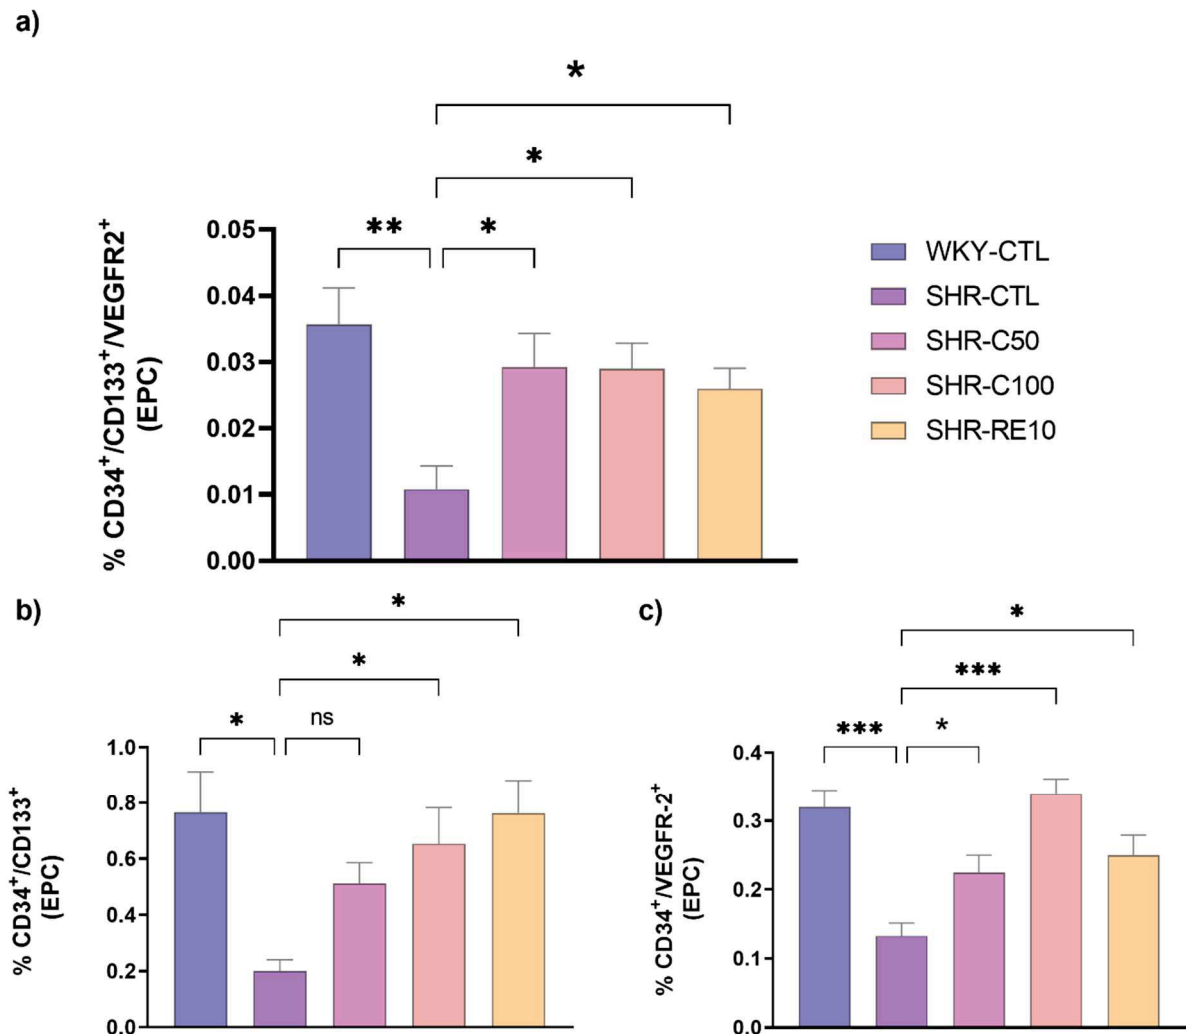 a)
*
*
** *
% CD34⁺/CD133⁺/VEGFR2⁺
(EPC)
0.05
0.04
0.03
0.02
0.01
0.00
WKY-CTL
SHR-CTL
SHR-C50
SHR-C100
SHR-RE10
b)
*
*
* ns
% CD34⁺/CD133⁺
(EPC)
1.0
0.8
0.6
0.4
0.2
0.0
c)
*
***
*** *
% CD34⁺/VEGFR-2⁺
(EPC)
0.4
0.3
0.2
0.1
0.0